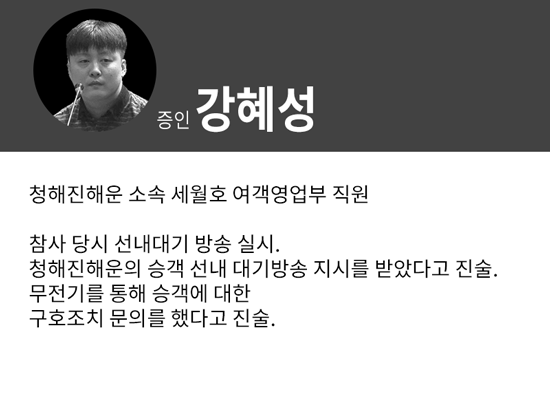 증인 강혜성
청해진해운 소속 세월호 여객영업부 직원
참사 당시 선내대기 방송 실시.
청해진해운의 승객 선내 대기방송 지시를 받았다고 진술.
무전기를 통해 승객에 대한
구호조치 문의를 했다고 진술.